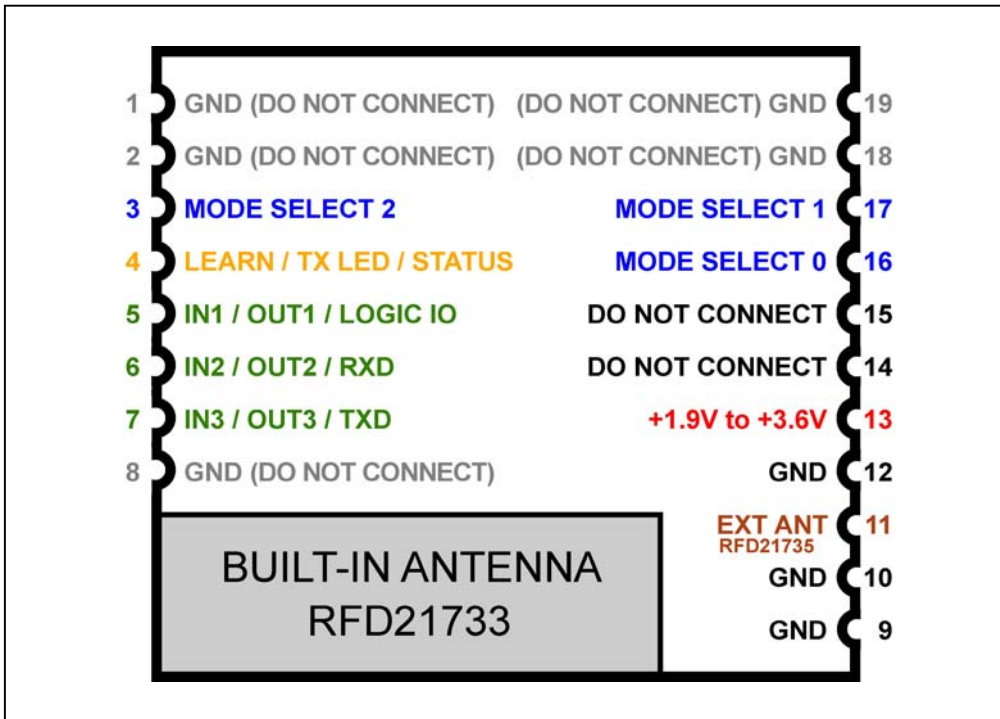 1 GND (DO NOT CONNECT) (DO NOT CONNECT) GND 19
2 GND (DO NOT CONNECT) (DO NOT CONNECT) GND 18
3 MODE SELECT 2 MODE SELECT 1 17
4 LEARN / TX LED / STATUS MODE SELECT 0 16
5 IN1 / OUT1 / LOGIC IO DO NOT CONNECT 15
6 IN2 / OUT2 / RXD DO NOT CONNECT 14
7 IN3 / OUT3 / TXD +1.9V to +3.6V 13
8 GND (DO NOT CONNECT) GND 12
EXT ANT 11
RFD21735
GND 10
GND 9
BUILT-IN ANTENNA
RFD21733